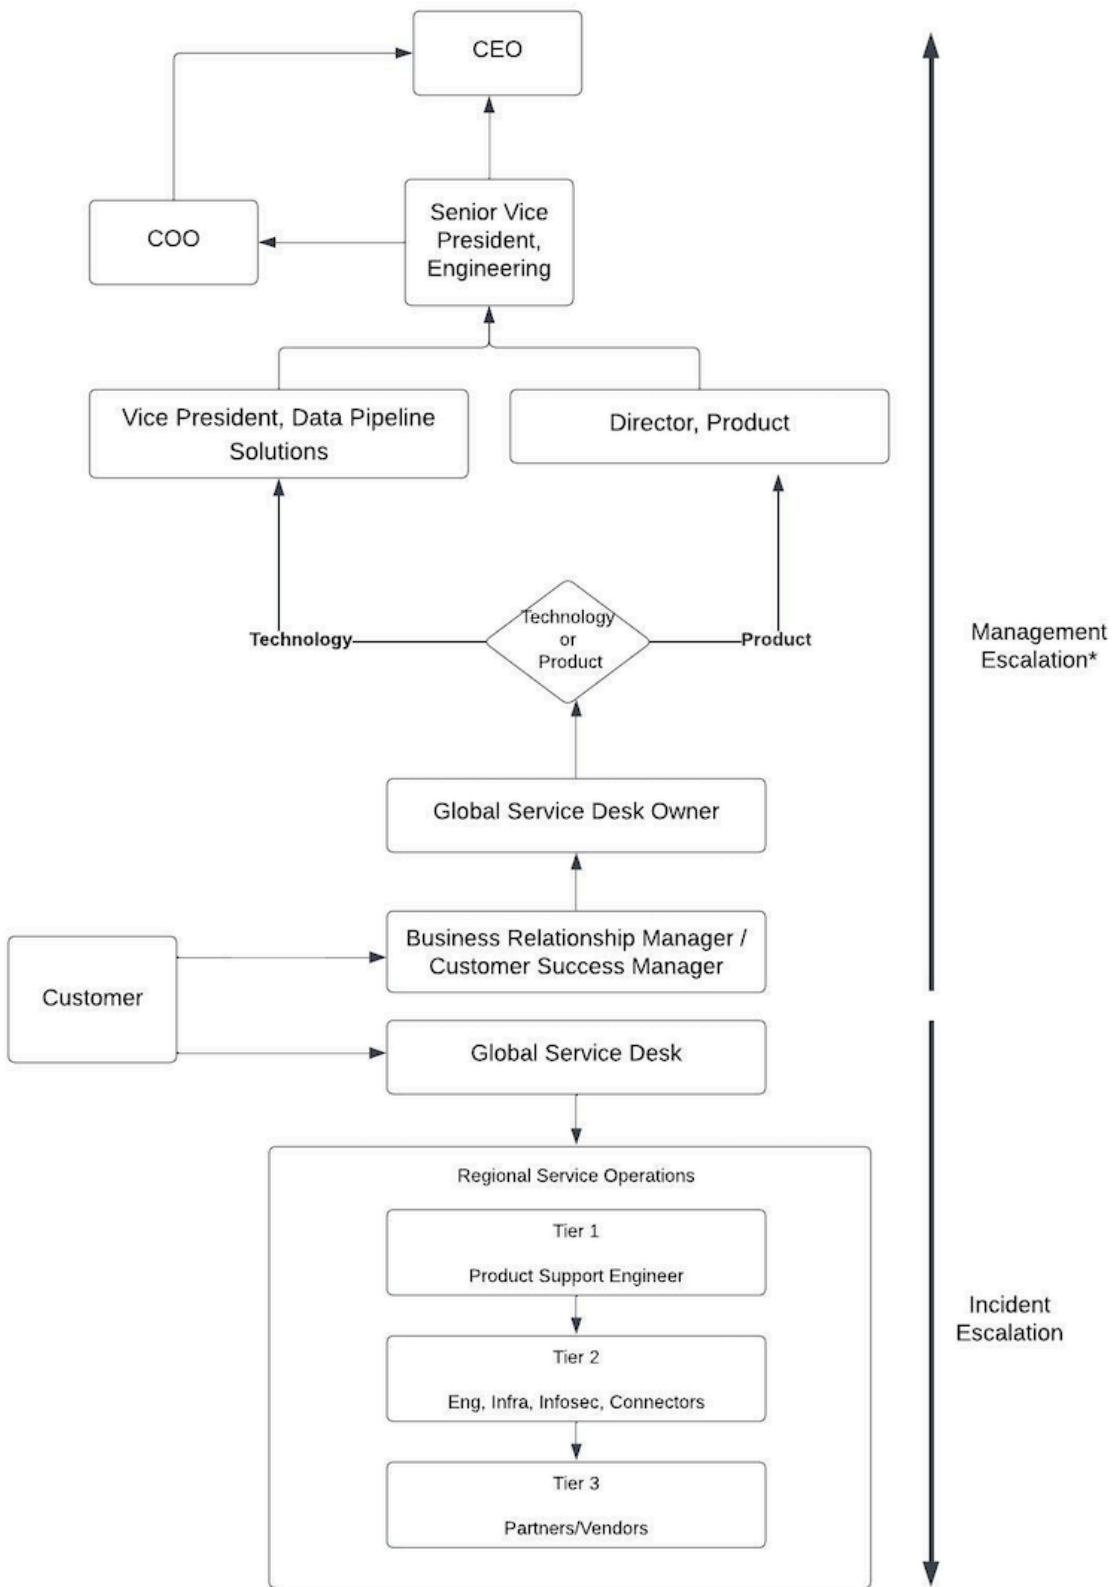 CEO
COO
Senior Vice
President,
Engineering
Vice President, Data Pipeline
Solutions
Director, Product
Technology
or
Product
Technology
Product
Management
Escalation*
Global Service Desk Owner
Business Relationship Manager /
Customer Success Manager
Customer
Global Service Desk
Regional Service Operations
Tier 1
Product Support Engineer
Incident
Escalation
Tier 2
Eng, Infra, Infosec, Connectors
Tier 3
Partners/Vendors